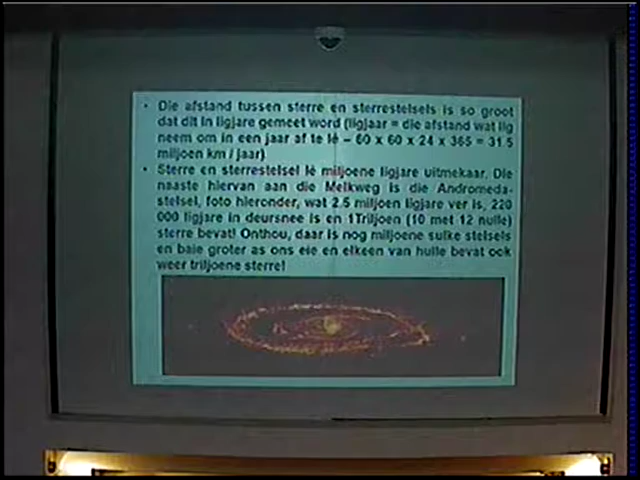 • Die afstand tussen sterre en sterrestelsels is so groot
dat dit in ligjare gemeet word (ligjaar = die afstand wat lig
neem om in een jaar af te lê – 60 x 60 x 24 x 365 = 31.5
miljoen km / jaar)
• Sterre en sterrestelsel lê miljoene ligjare uitmekaar. Die
naaste hiervan aan die Melkweg is die Andromeda-
stelsel, foto hieronder, wat 2.5 miljoen ligjare ver is, 220
000 ligjare in deursnee is en 1Triljoen (10 met 12 nulle)
sterre bevat! Onthou, daar is nog miljoene sulke stelsels
en baie groter as ons eie en elkeen van hulle bevat ook
weer triljoene sterre!